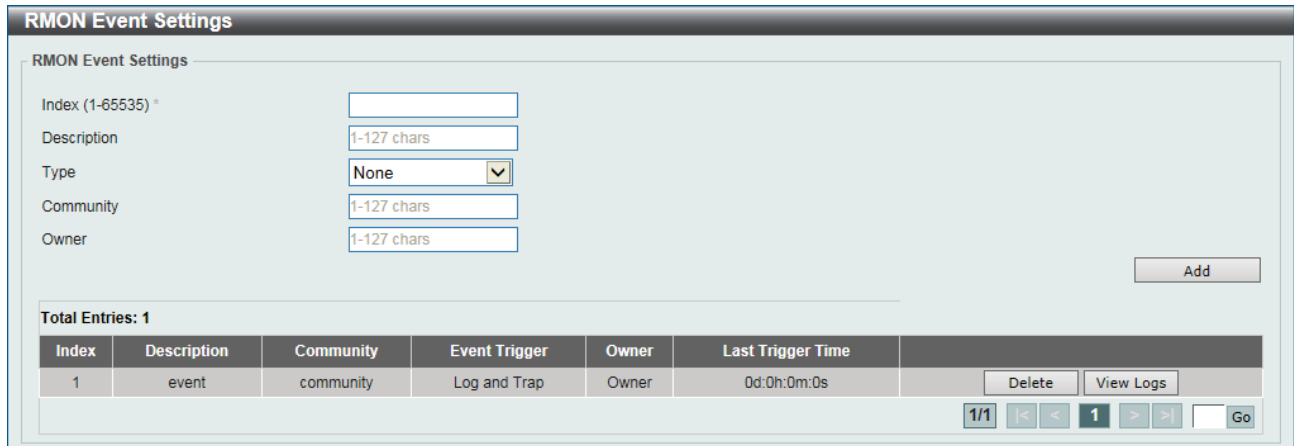 RMON Event Settings
RMON Event Settings
Index (1-65535) *
Description 1-127 chars
Type None
Community 1-127 chars
Owner 1-127 chars
Add
Total Entries: 1
Index Description Community Event Trigger Owner Last Trigger Time
1 event community Log and Trap Owner 0d:0h:0m:0s Delete View Logs
1/1 |< < 1 > >| Go